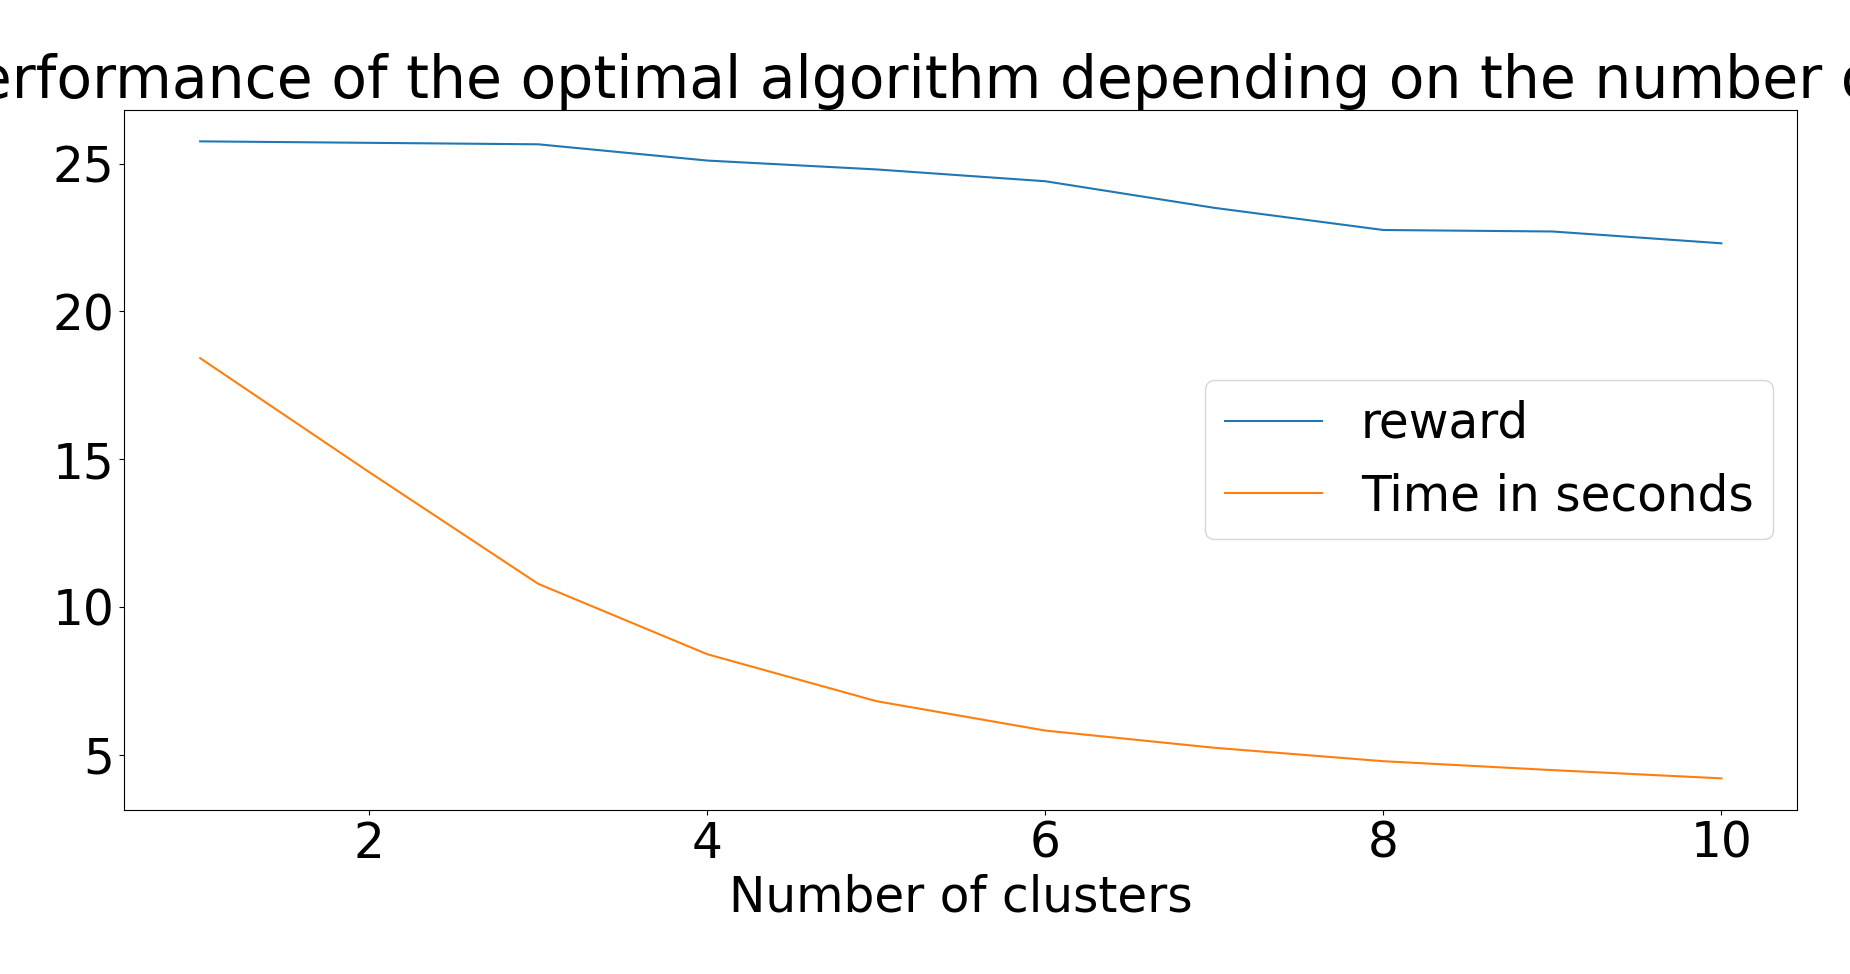 erformance of the optimal algorithm depending on the number
25
20
15
10
5
reward
Time in seconds
2 4 6 8 10
Number of clusters